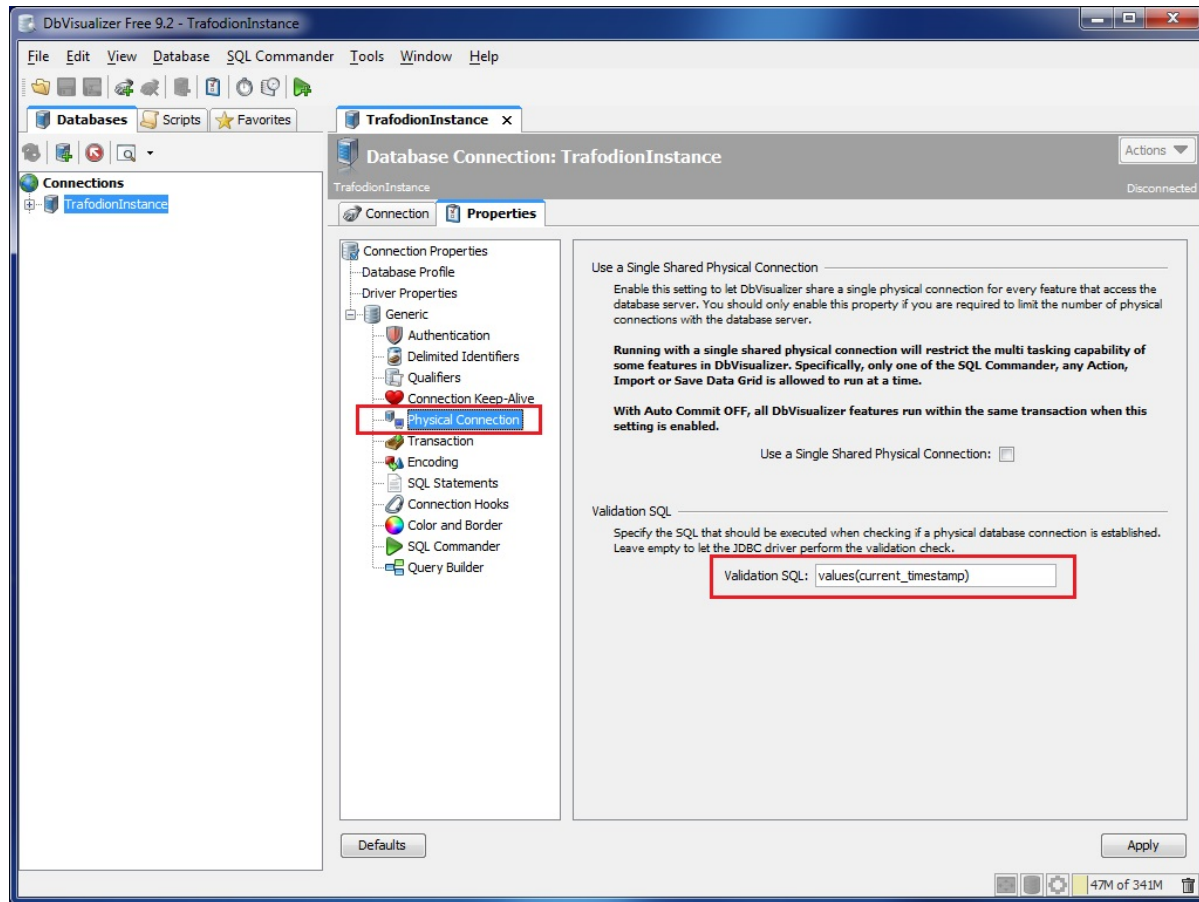 DbVisualizer Free 9.2 - TrafodionInstance
File Edit View Database SQL Commander Tools Window Help
Databases Scripts Favorites
TrafodionInstance
Database Connection: TrafodionInstance
Actions
TrafodionInstance
Disconnected
Connections
TrafodionInstance
Connection Properties
Connection Properties
Database Profile
Driver Properties
Generic
Authentication
Delimited Identifiers
Qualifiers
Connection Keep-Alive
Physical Connection
Transaction
Encoding
SQL Statements
Connection Hooks
Color and Border
SQL Commander
Query Builder
Use a Single Shared Physical Connection
Enable this setting to let DbVisualizer share a single physical connection for every feature that access the
database server. You should only enable this property if you are required to limit the number of physical
connections with the database server.
Running with a single shared physical connection will restrict the multi tasking capability of
some features in DbVisualizer. Specifically, only one of the SQL Commander, any Action,
Import or Save Data Grid is allowed to run at a time.
With Auto Commit OFF, all DbVisualizer features run within the same transaction when this
setting is enabled.
Use a Single Shared Physical Connection:
Validation SQL
Specify the SQL that should be executed when checking if a physical database connection is established.
Leave empty to let the JDBC driver perform the validation check.
Validation SQL: values(current_timestamp)
Defaults
Apply
47M of 341M